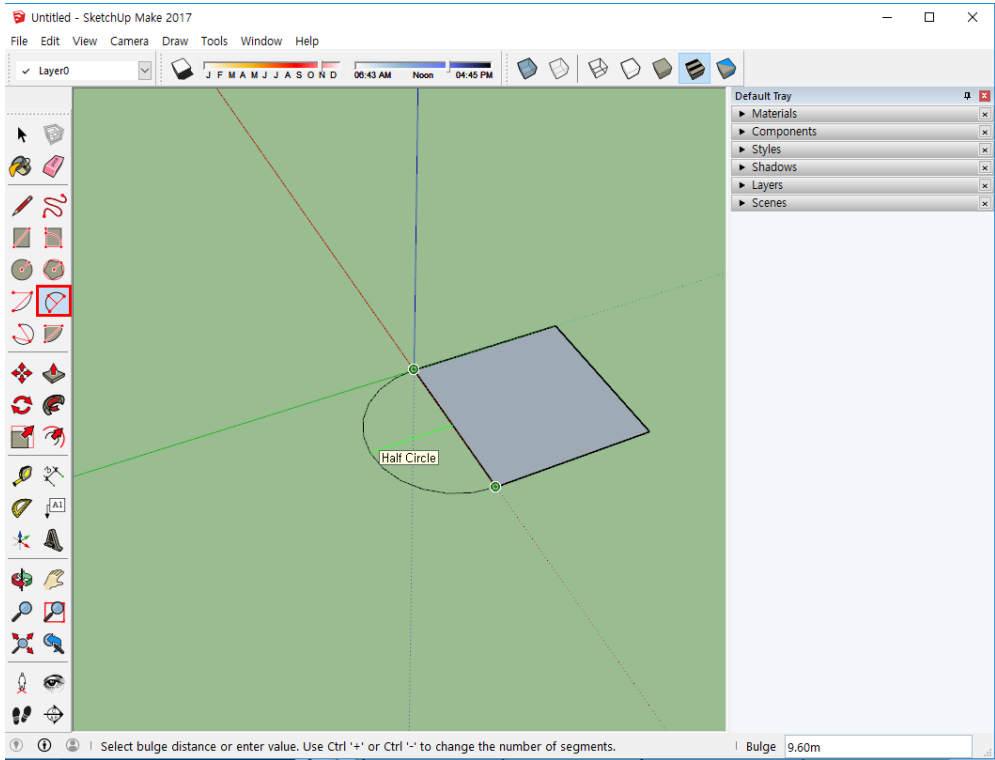 Untitled - SketchUp Make 2017
File Edit View Camera Draw Tools Window Help
Layer0
J F M A M J J A S O N D 06:43 AM Noon 04:45 PM
Default Tray
Materials
Components
Styles
Shadows
Layers
Scenes
A1
Half Circle
Select bulge distance or enter value. Use Ctrl '+' or Ctrl '-' to change the number of segments.
Bulge 9.60m